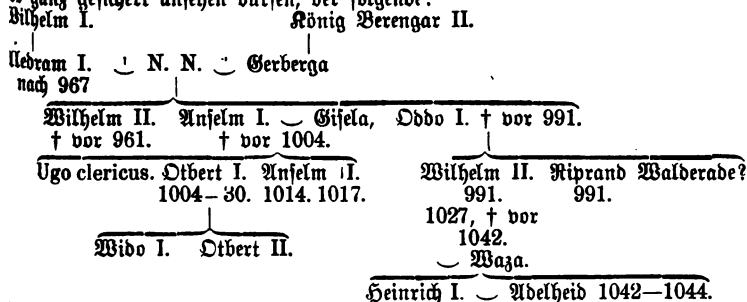 ganz gesichert ansehen dürfen, der folgende:
Wilhelm I. König Berengar II.
Aledram I. ⌣ N. N. ⌣ Gerberga
nach 967
Wilhelm II. Anselm I. ⌣ Gisela, Oddo I. † vor 991.
† vor 961. † vor 1004.
Ugo clericus. Otbert I. Anselm II. Wilhelm II. Riprand Walderade?
1004–30. 1014. 1017. 991. 991.
1027, † vor
1042.
Wido I. Otbert II. ⌣ Waza.
Heinrich I. ⌣ Adelheid 1042—1044.